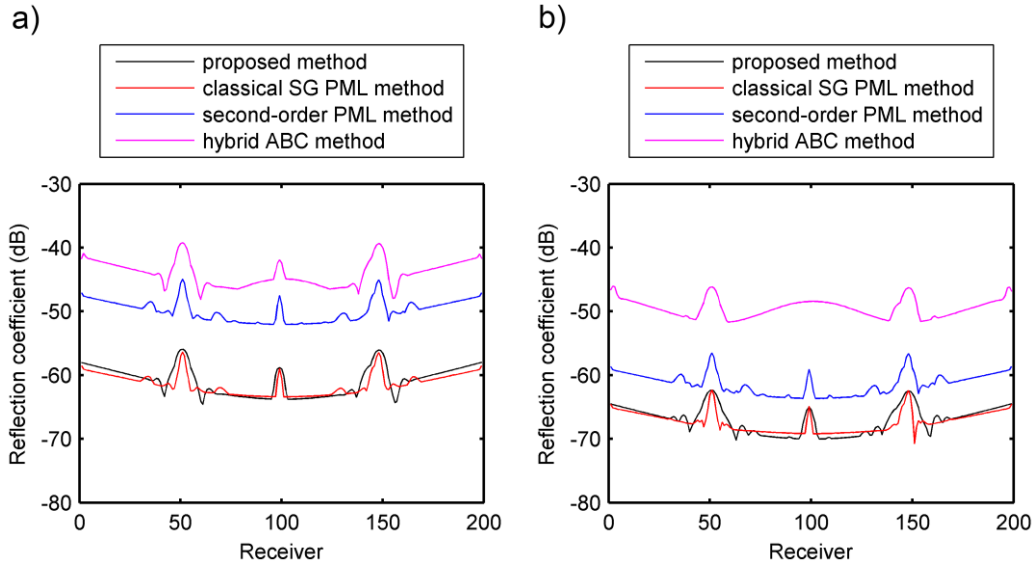 a)
proposed method
classical SG PML method
second-order PML method
hybrid ABC method
-30
-40
-50
-60
-70
-80
0
50
100
150
200
Reflection coefficient (dB)
Receiver
b)
proposed method
classical SG PML method
second-order PML method
hybrid ABC method
-30
-40
-50
-60
-70
-80
0
50
100
150
200
Reflection coefficient (dB)
Receiver